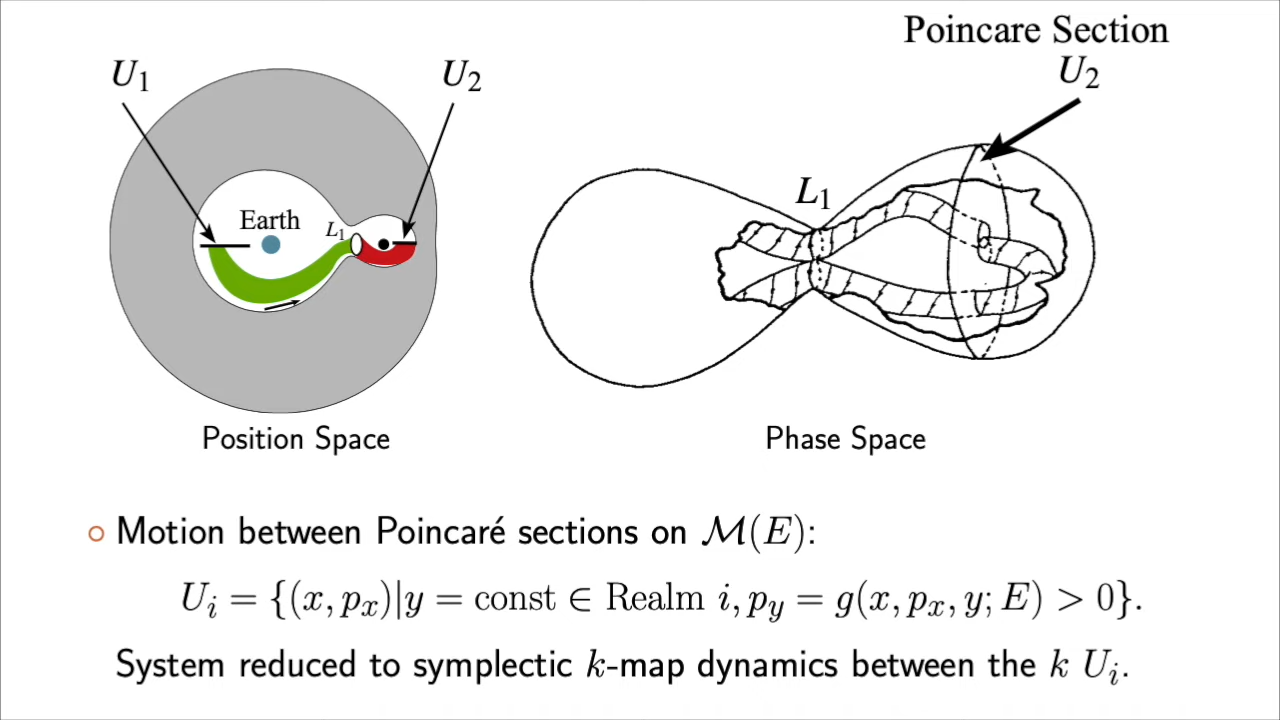 Poincare Section
U₁
U₂
U₂
Earth
L₁
L₁
Position Space
Phase Space
Motion between Poincaré sections on ℳ(E):
Uᵢ = {(x, pₓ)|y = const ∈ Realm i, p_y = g(x, pₓ, y; E) > 0}.
System reduced to symplectic k-map dynamics between the k Uᵢ.